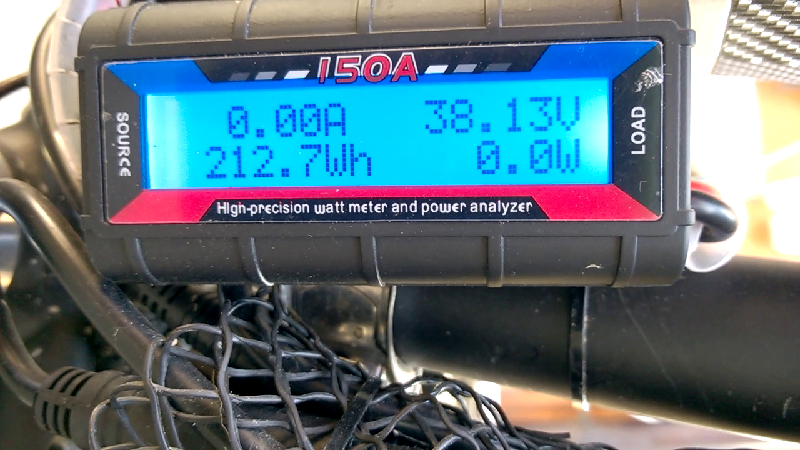 150A
SOURCE
0.00A 38.13V
212.7Wh 0.0W
LOAD
High-precision watt meter and power analyzer